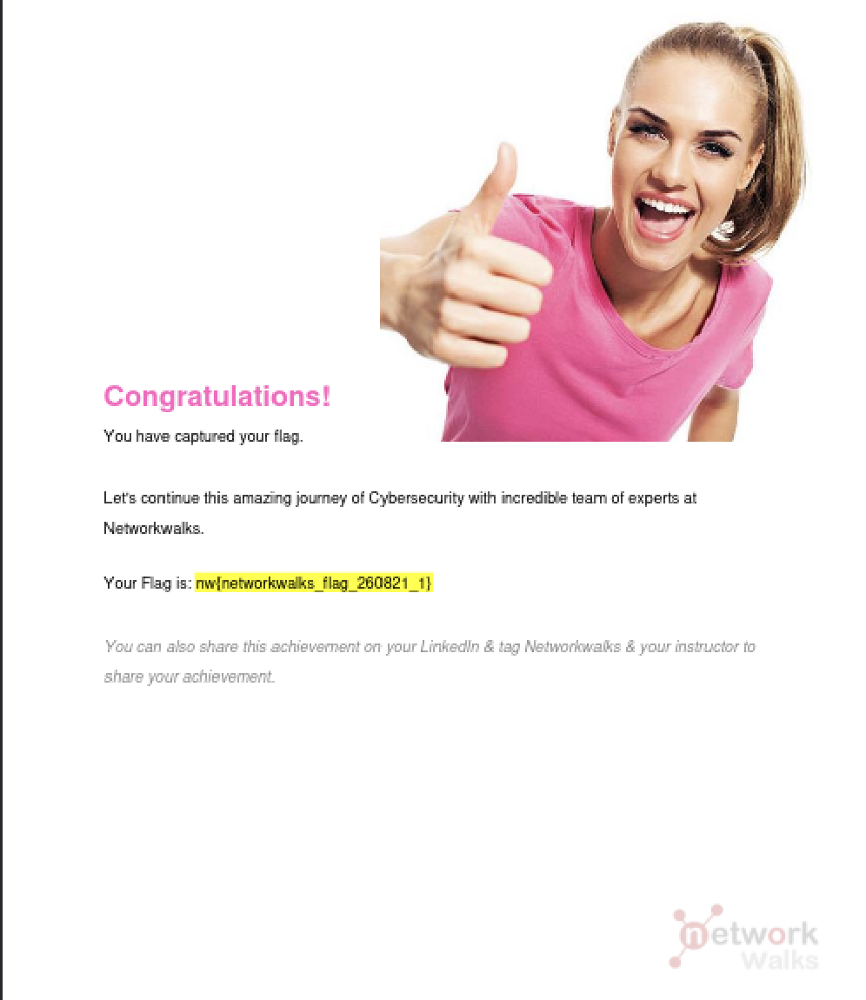 Congratulations!
You have captured your flag.
Let's continue this amazing journey of Cybersecurity with incredible team of experts at
Networkwalks.
Your Flag is: nw{networkwalks_flag_260821_1}
You can also share this achievement on your LinkedIn & tag Networkwalks & your instructor to
share your achievement.
network
Walks